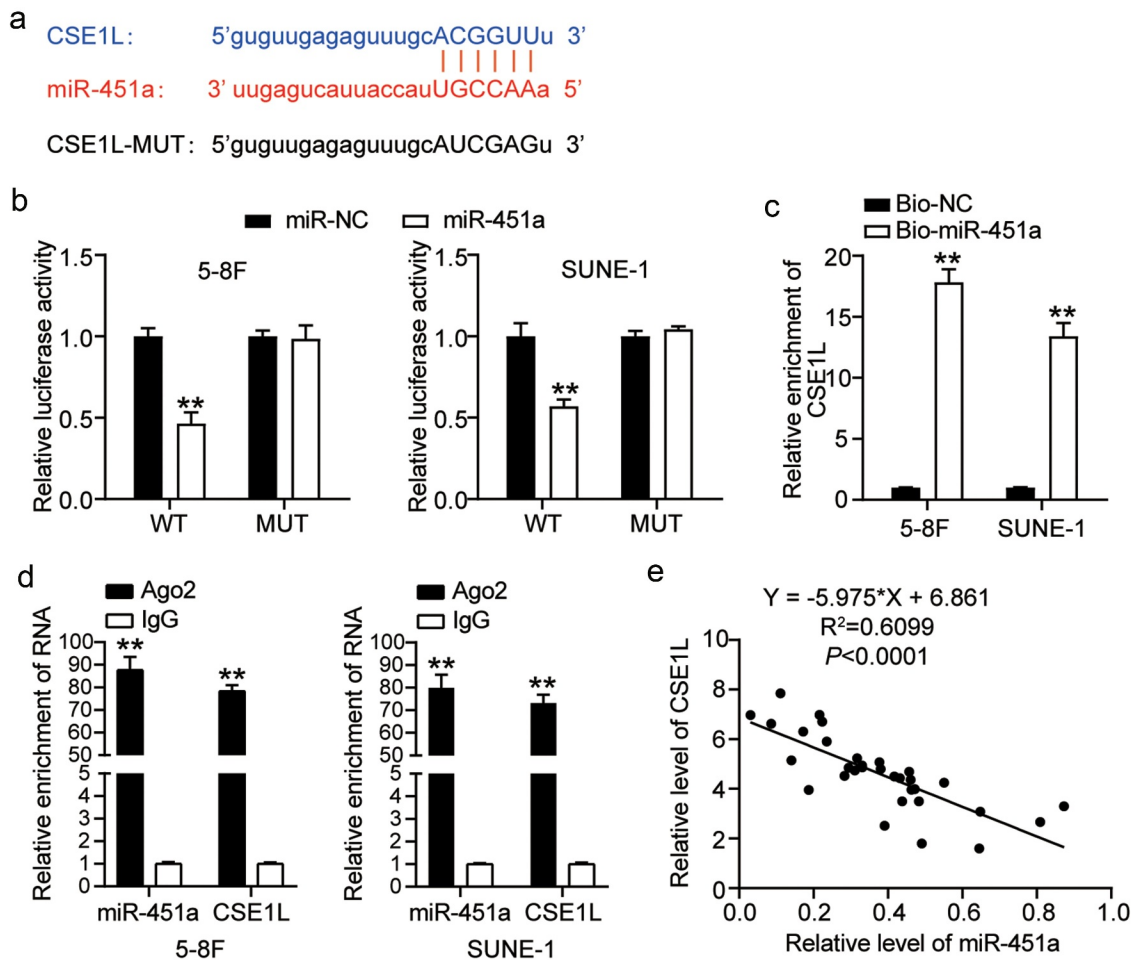 a
CSE1L: 5'guguugagaguuugcACGGUUu 3'
miR-451a: 3' uugagucauuaccauUGCCAAa 5'
CSE1L-MUT: 5'guguugagaguuugcAUCGAGu 3'
b
miR-NC miR-451a
Relative luciferase activity
1.5
1.0
0.5
0.0
5-8F
**
WT MUT
Relative luciferase activity
1.5
1.0
0.5
0.0
SUNE-1
**
WT MUT
c
Bio-NC
Bio-miR-451a
Relative enrichment of
CSE1L
20
15
10
5
0
** **
5-8F SUNE-1
d
Ago2
IgG
Relative enrichment of RNA
100
90
80
70
60
50
5
4
3
2
1
0
** **
miR-451a CSE1L
5-8F
Ago2
IgG
Relative enrichment of RNA
100
90
80
70
60
50
5
4
3
2
1
0
** **
miR-451a CSE1L
SUNE-1
e
Y = -5.975*X + 6.861
R²=0.6099
P<0.0001
Relative level of CSE1L
10
8
6
4
2
0
0.0 0.2 0.4 0.6 0.8 1.0
Relative level of miR-451a